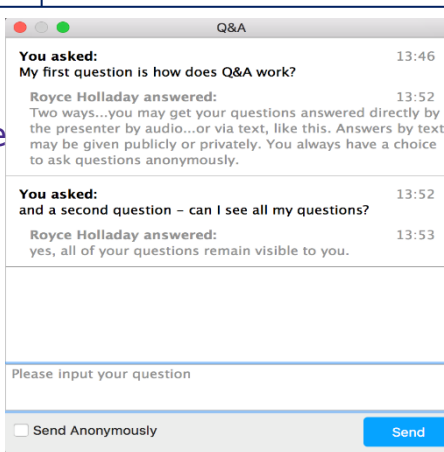 Q&A
You asked: 13:46
My first question is how does Q&A work?
Royce Holladay answered: 13:52
Two ways...you may get your questions answered directly by
the presenter by audio...or via text, like this. Answers by text
may be given publicly or privately. You always have a choice
to ask questions anonymously.
You asked: 13:52
and a second question – can I see all my questions?
Royce Holladay answered: 13:53
yes, all of your questions remain visible to you.
Please input your question
Send Anonymously
Send